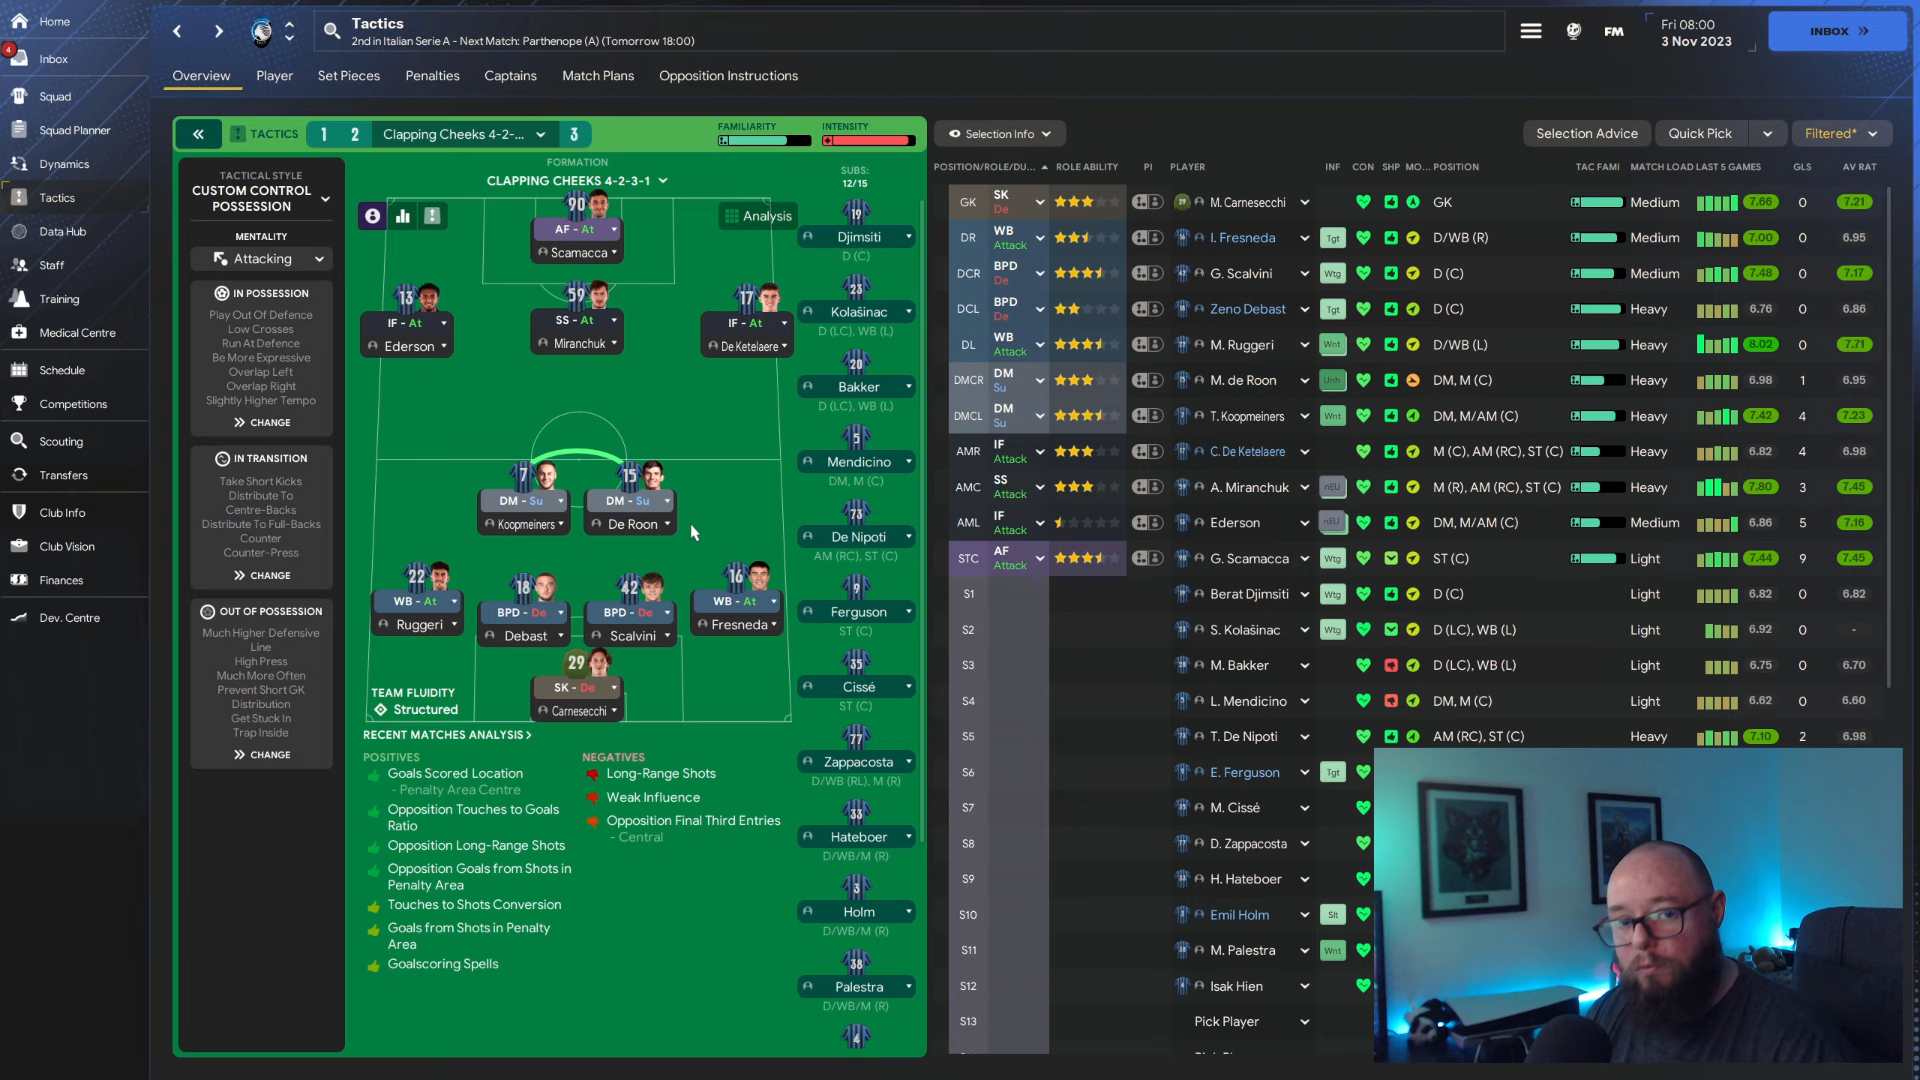 Home
4
Inbox
Squad
Squad Planner
Dynamics
Tactics
Data Hub
Staff
Training
Medical Centre
Schedule
Competitions
Scouting
Transfers
Club Info
Club Vision
Finances
Dev. Centre
Tactics
2nd in Italian Serie A - Next Match: Parthenope (A) (Tomorrow 18:00)
FM
Fri 08:00
3 Nov 2023
INBOX
Overview
Player
Set Pieces
Penalties
Captains
Match Plans
Opposition Instructions
TACTICS
1
2
Clapping Cheeks 4-2-...
3
FAMILIARITY
INTENSITY
TACTICAL STYLE
CUSTOM CONTROL
POSSESSION
MENTALITY
Attacking
IN POSSESSION
Play Out Of Defence
Low Crosses
Run At Defence
Be More Expressive
Overlap Left
Overlap Right
Slightly Higher Tempo
CHANGE
IN TRANSITION
Take Short Kicks
Distribute To
Centre-Backs
Distribute To Full-Backs
Counter
Counter-Press
CHANGE
OUT OF POSSESSION
Much Higher Defensive
Line
High Press
Much More Often
Prevent Short GK
Distribution
Get Stuck In
Trap Inside
CHANGE
FORMATION
CLAPPING CHEEKS 4-2-3-1
Analysis
90
AF - At
Scamacca
13
IF - At
Ederson
59
SS - At
Miranchuk
17
IF - At
De Ketelaere
7
DM - Su
Koopmeiners
15
DM - Su
De Roon
22
WB - At
Ruggeri
18
BPD - De
Debast
42
BPD - De
Scalvini
16
WB - At
Fresneda
29
SK - De
Carnesecchi
TEAM FLUIDITY
Structured
RECENT MATCHES ANALYSIS >
POSITIVES
Goals Scored Location
- Penalty Area Centre
Opposition Touches to Goals
Ratio
Opposition Long-Range Shots
Opposition Goals from Shots in
Penalty Area
Touches to Shots Conversion
Goals from Shots in Penalty
Area
Goalscoring Spells
NEGATIVES
Long-Range Shots
Weak Influence
Opposition Final Third Entries
- Central
SUBS:
12/15
19
Djimsiti
D (C)
23
Kolašinac
D (LC), WB (L)
20
Bakker
D (LC), WB (L)
5
Mendicino
DM, M (C)
73
De Nipoti
AM (RC), ST (C)
9
Ferguson
ST (C)
35
Cissé
ST (C)
77
Zappacosta
D/WB (RL), M (R)
33
Hateboer
D/WB/M (R)
3
Holm
D/WB/M (R)
38
Palestra
D/WB/M (R)
4
Selection Info
Selection Advice
Quick Pick
Filtered*
POSITION/ROLE/DU... ROLE ABILITY PI PLAYER INF CON SHP MO... POSITION TAC FAMI MATCH LOAD LAST 5 GAMES GLS AV RAT
GK SK De M. Carnesecchi GK Medium 7.66 0 7.21
DR WB Attack I. Fresneda Tgt D/WB (R) Medium 7.00 0 6.95
DCR BPD De G. Scalvini Wtg D (C) Medium 7.48 0 7.17
DCL BPD De Zeno Debast Tgt D (C) Heavy 6.76 0 6.86
DL WB Attack M. Ruggeri Wnt D/WB (L) Heavy 8.02 0 7.71
DMCR DM Su M. de Roon Unh DM, M (C) Heavy 6.98 1 6.95
DMCL DM Su T. Koopmeiners Wnt DM, M/AM (C) Heavy 7.42 4 7.23
AMR IF Attack C. De Ketelaere M (C), AM (RC), ST (C) Heavy 6.82 4 6.98
AMC SS Attack A. Miranchuk nEU M (R), AM (RC), ST (C) Heavy 7.80 3 7.45
AML IF Attack Ederson nEU DM, M/AM (C) Medium 6.86 5 7.16
STC AF Attack G. Scamacca Wtg ST (C) Light 7.44 9 7.45
S1 Berat Djimsiti Wtg D (C) Light 6.82 0 6.82
S2 S. Kolašinac Wtg D (LC), WB (L) Light 6.92 0 -
S3 M. Bakker D (LC), WB (L) Light 6.75 0 6.70
S4 L. Mendicino DM, M (C) Light 6.62 0 6.60
S5 T. De Nipoti AM (RC), ST (C) Heavy 7.10 2 6.98
S6 E. Ferguson Tgt
S7 M. Cissé
S8 D. Zappacosta
S9 H. Hateboer
S10 Emil Holm Slt
S11 M. Palestra Wnt
S12 Isak Hien
S13 Pick Player